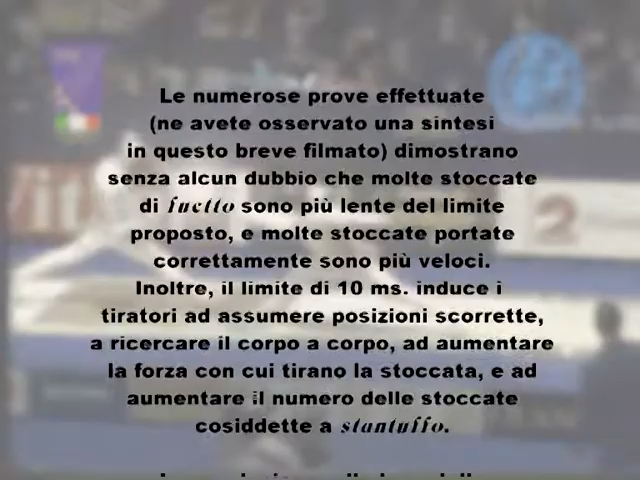 Le numerose prove effettuate
(ne avete osservato una sintesi
in questo breve filmato) dimostrano
senza alcun dubbio che molte stoccate
di fuetto sono più lente del limite
proposto, e molte stoccate portate
correttamente sono più veloci.
Inoltre, il limite di 10 ms. induce i
tiratori ad assumere posizioni scorrette,
a ricercare il corpo a corpo, ad aumentare
la forza con cui tirano la stoccata, e ad
aumentare il numero delle stoccate
cosiddette a stantuffo.
2